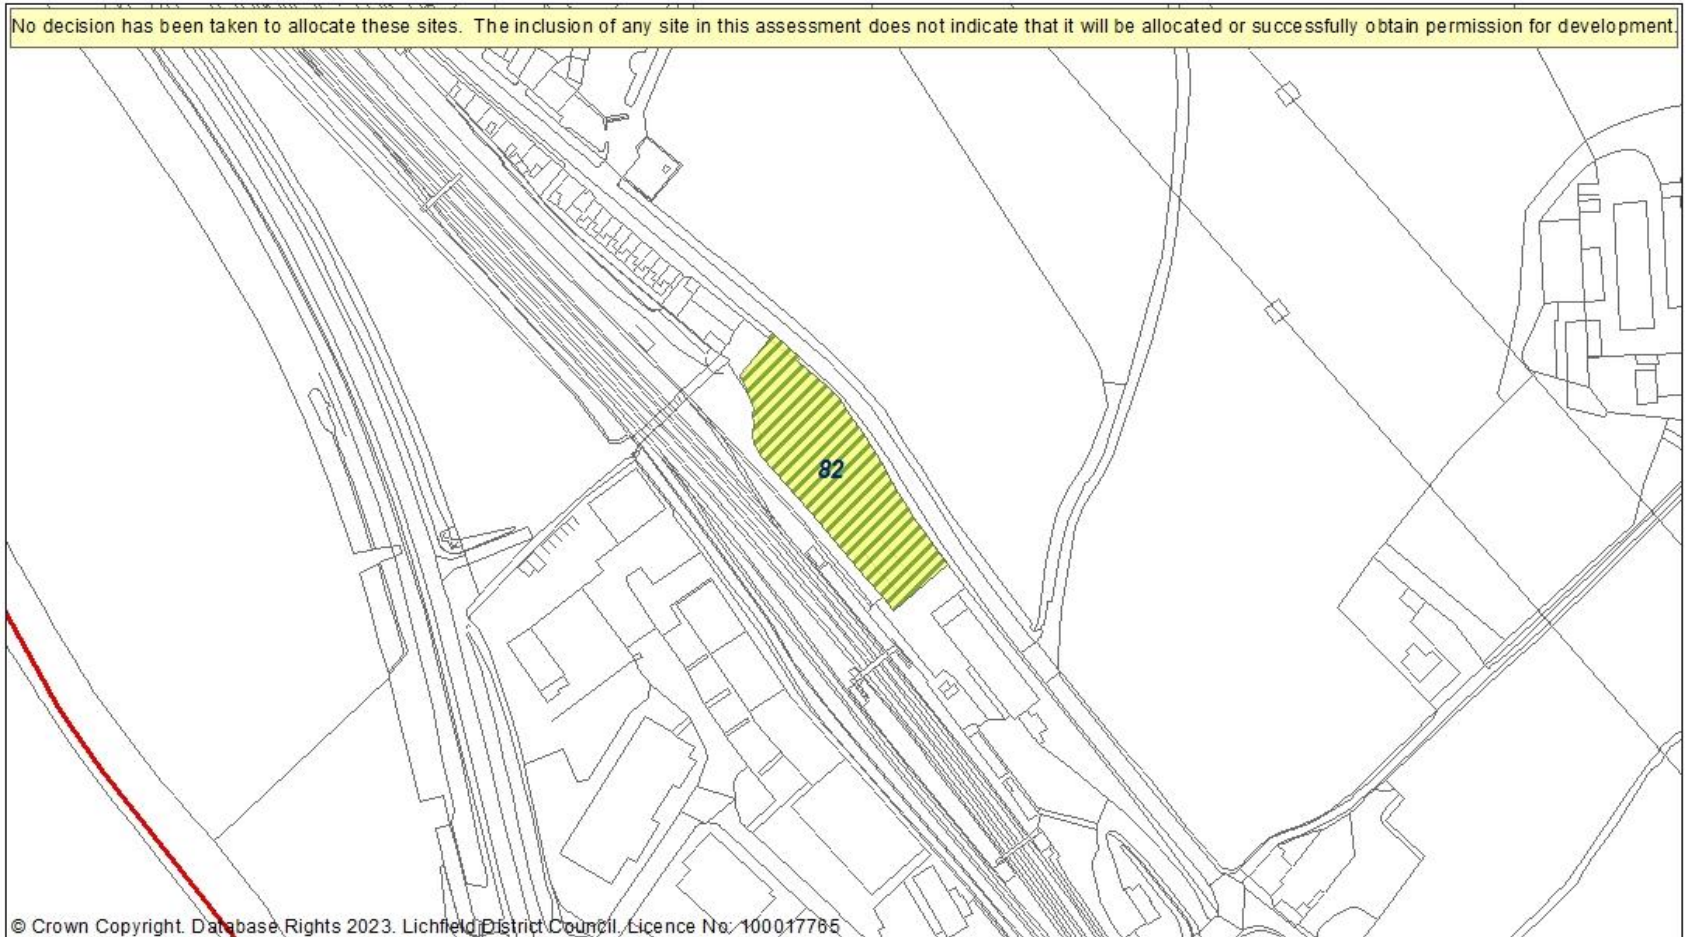 No decision has been taken to allocate these sites. The inclusion of any site in this assessment does not indicate that it will be allocated or successfully obtain permission for development.
82
© Crown Copyright. Database Rights 2023. Lichfield District Council, Licence No: 100017765